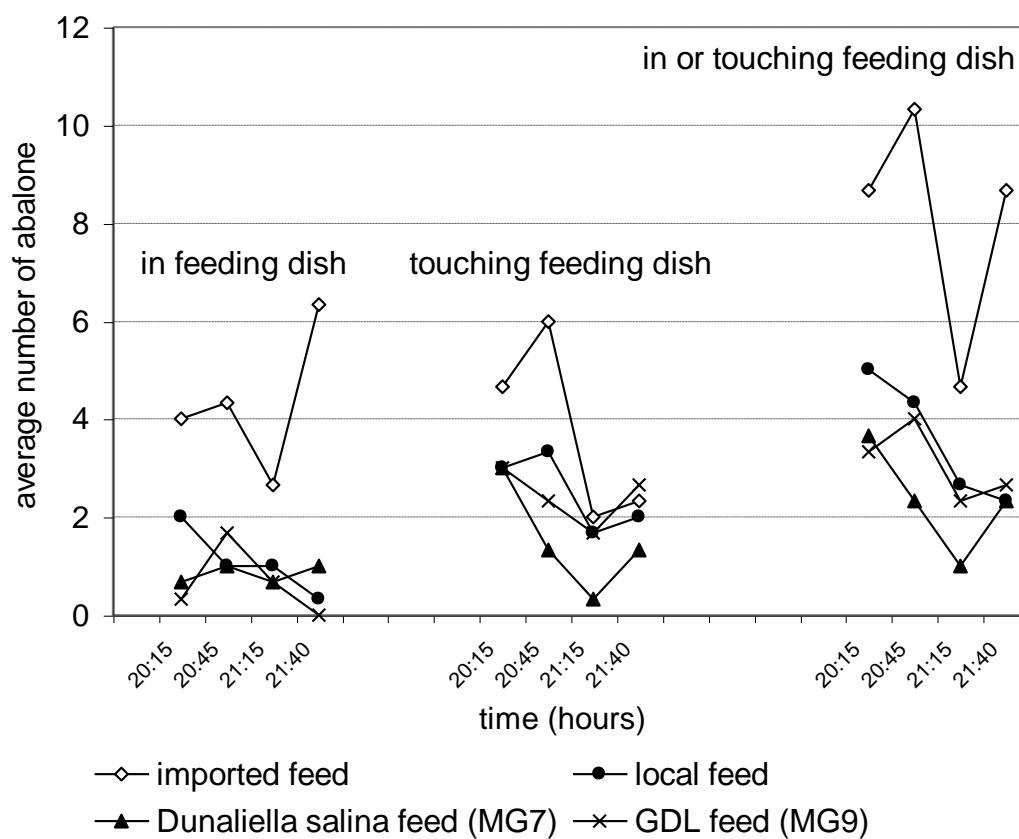 12
in or touching feeding dish
10
8
in feeding dish
touching feeding dish
6
4
2
0
average number of abalone
20:15 20:45 21:15 21:40 20:15 20:45 21:15 21:40 20:15 20:45 21:15 21:40
time (hours)
imported feed local feed
Dunaliella salina feed (MG7) GDL feed (MG9)